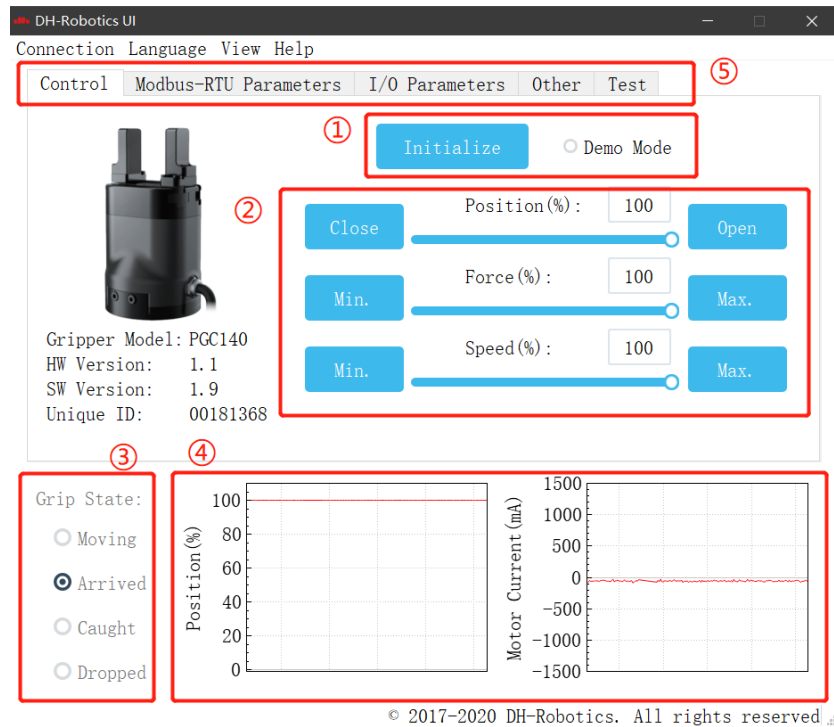 DH-Robotics UI
Connection Language View Help
Control Modbus-RTU Parameters I/O Parameters Other Test
⑤
①
Initialize Demo Mode
②
Position(%): 100
Close Open
Force(%): 100
Min. Max.
Speed(%): 100
Min. Max.
Gripper Model: PGC140
HW Version: 1.1
SW Version: 1.9
Unique ID: 00181368
③
Grip State:
Moving
Arrived
Caught
Dropped
④
Position(%)
100
80
60
40
20
0
Motor Current(mA)
1500
1000
500
0
-500
-1000
-1500
© 2017-2020 DH-Robotics. All rights reserved